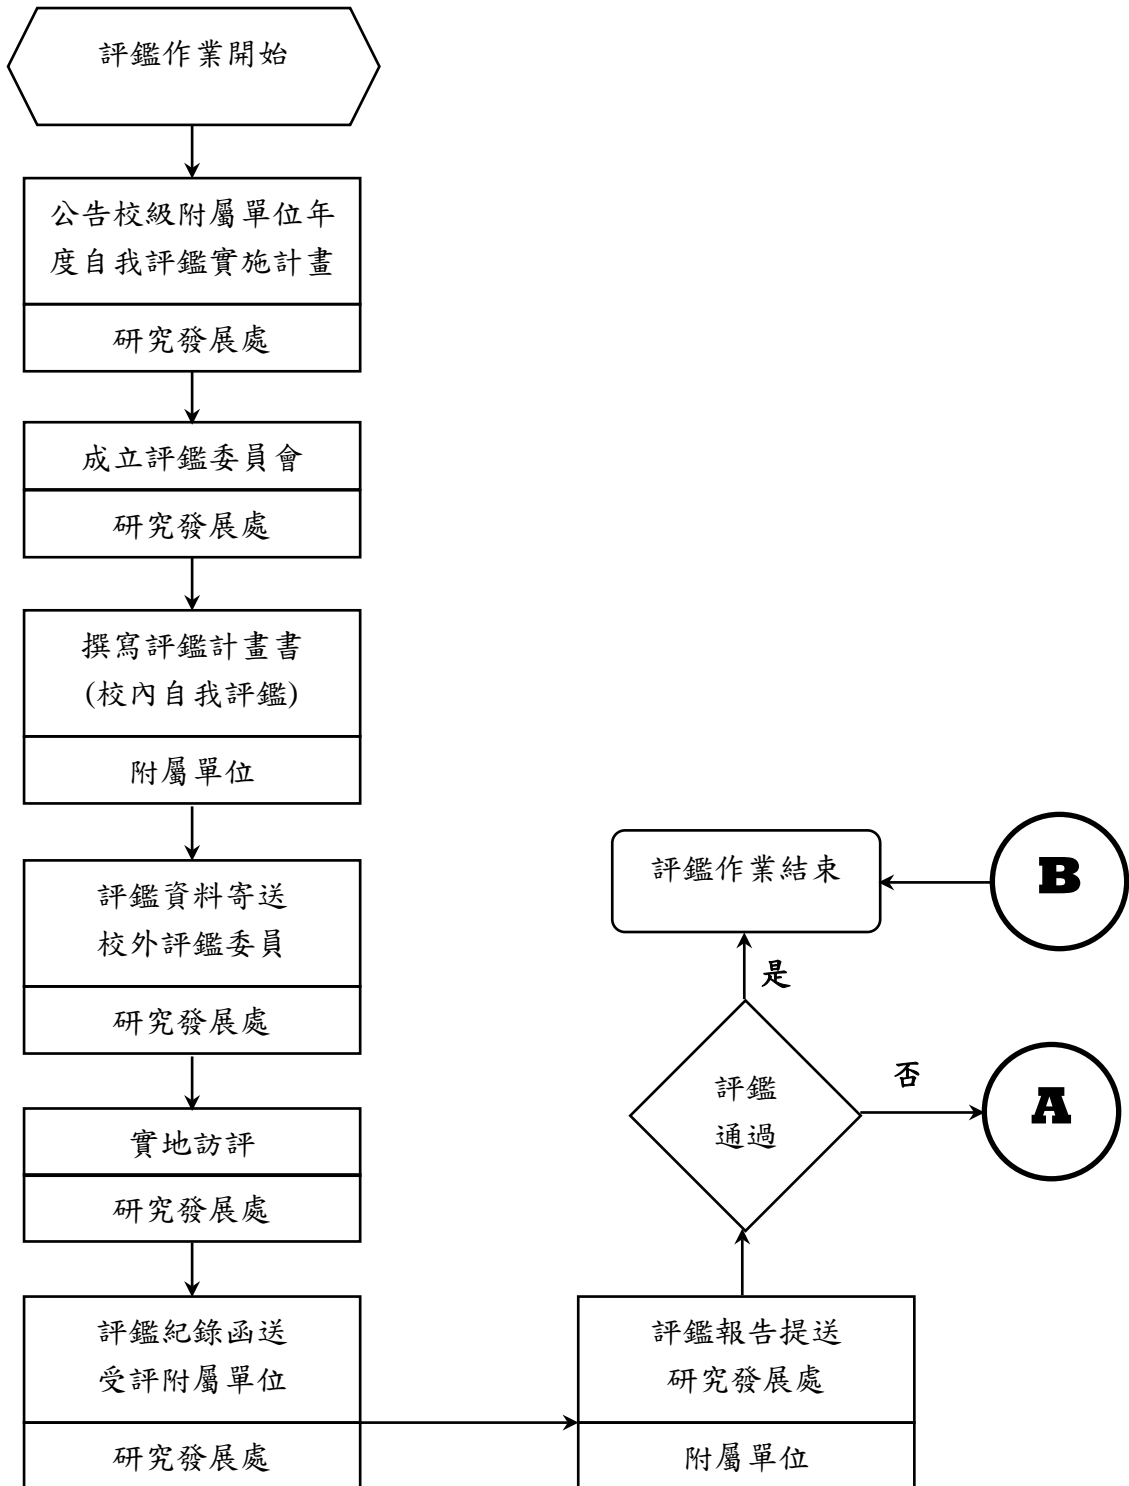 評鑑作業開始
公告校級附屬單位年
度自我評鑑實施計畫
研究發展處
成立評鑑委員會
研究發展處
撰寫評鑑計畫書
(校內自我評鑑)
附屬單位
評鑑資料寄送
校外評鑑委員
研究發展處
實地訪評
研究發展處
評鑑紀錄函送
受評附屬單位
研究發展處
評鑑報告提送
研究發展處
附屬單位
評鑑
通過
是
否
A
評鑑作業結束
B